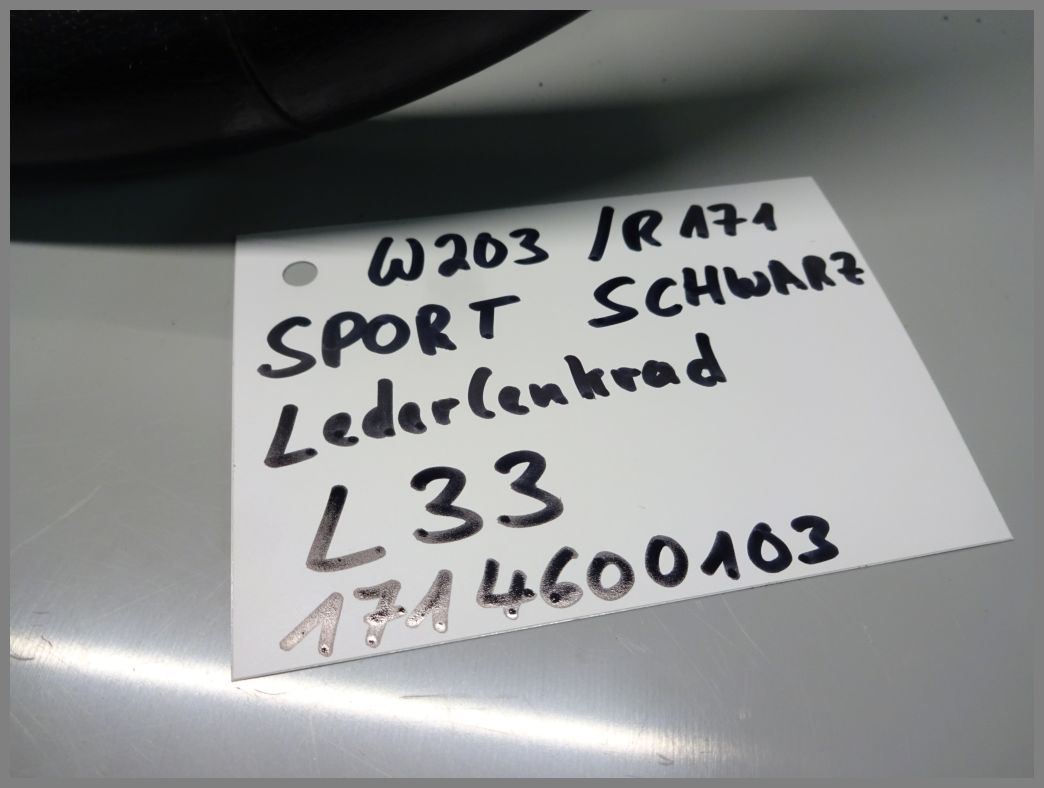 W203 /R171
SPORT SCHWARZ
Lederlenkrad
L33
1714600103